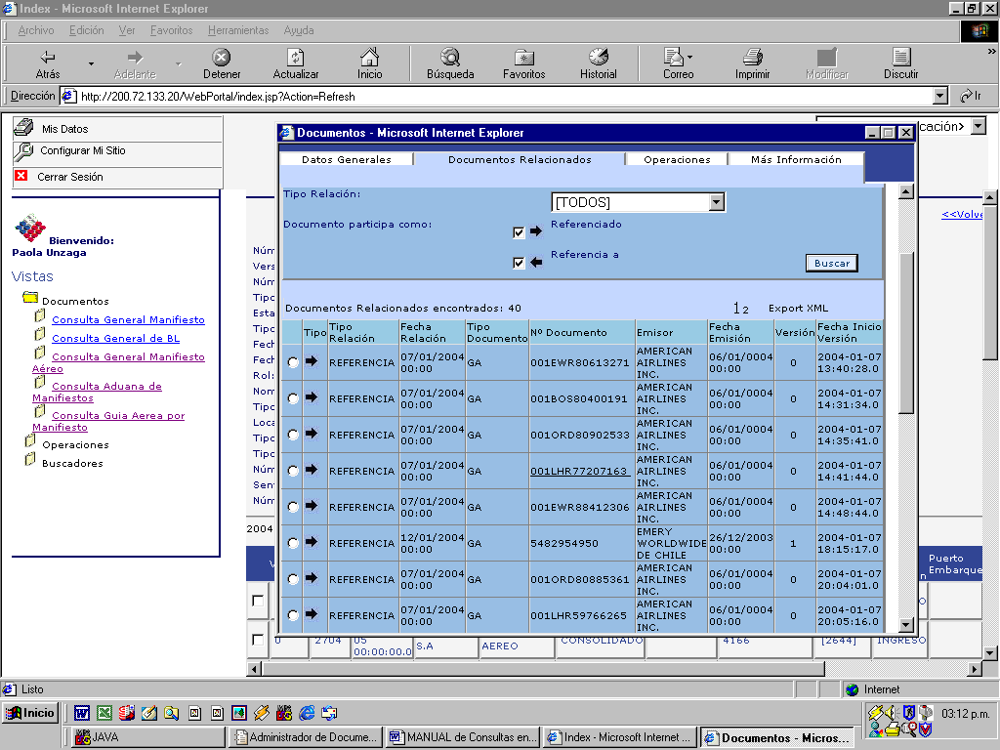 Index - Microsoft Internet Explorer
Archivo Edición Ver Favoritos Herramientas Ayuda
Atrás Adelante Detener Actualizar Inicio Búsqueda Favoritos Historial Correo Imprimir Modificar Discutir
Dirección http://200.72.133.20/WebPortal/index.jsp?Action=Refresh Ir
Mis Datos
Configurar Mi Sitio
Cerrar Sesión
cación>
<<Volve
Bienvenido:
Paola Unzaga
Vistas
Documentos
Consulta General Manifiesto
Consulta General de BL
Consulta General Manifiesto
Aéreo
Consulta Aduana de
Manifiestos
Consulta Guia Aerea por
Manifiesto
Operaciones
Buscadores
Núm
Vers
Núm
Tipo
Esta
Tipo
Fech
Fech
Rol:
Nom
Tipo
Loca
Tipo
Tipo
Núm
Sent
Núm
2004
V
Documentos - Microsoft Internet Explorer
Datos Generales Documentos Relacionados Operaciones Más Información
Tipo Relación: [TODOS]
Documento participa como: Referenciado
Referencia a
Buscar
Documentos Relacionados encontrados: 40 1 2 Export XML
Tipo Tipo Relación Fecha Relación Tipo Documento Nº Documento Emisor Fecha Emisión Versión Fecha Inicio Versión
REFERENCIA 07/01/2004 00:00 GA 001EWR80613271 AMERICAN AIRLINES INC. 06/01/0004 00:00 0 2004-01-07 13:40:28.0
REFERENCIA 07/01/2004 00:00 GA 001BOS80400191 AMERICAN AIRLINES INC. 06/01/0004 00:00 0 2004-01-07 14:31:34.0
REFERENCIA 07/01/2004 00:00 GA 001ORD80902533 AMERICAN AIRLINES INC. 06/01/0004 00:00 0 2004-01-07 14:35:41.0
REFERENCIA 07/01/2004 00:00 GA 001LHR77207163 AMERICAN AIRLINES INC. 06/01/0004 00:00 0 2004-01-07 14:41:44.0
REFERENCIA 07/01/2004 00:00 GA 001EWR88412306 AMERICAN AIRLINES INC. 06/01/0004 00:00 0 2004-01-07 14:48:44.0
REFERENCIA 12/01/2004 00:00 GA 5482954950 EMERY WORLDWIDE DE CHILE 26/12/2003 00:00 1 2004-01-07 18:15:17.0
REFERENCIA 07/01/2004 00:00 GA 001ORD80885361 AMERICAN AIRLINES INC. 06/01/0004 00:00 0 2004-01-07 20:04:01.0
REFERENCIA 07/01/2004 00:00 GA 001LHR59766265 AMERICAN AIRLINES INC. 06/01/0004 00:00 0 2004-01-07 20:05:16.0
Puerto
Embarque
n
0 2704 05 00:00:00.0 S.A AEREO CONSOLIDADO 4166 [2644] INGRESO
Listo Internet
Inicio 03:12 p.m.
JAVA Administrador de Docume... MANUAL de Consultas en... Index - Microsoft Internet ... Documentos - Micros...